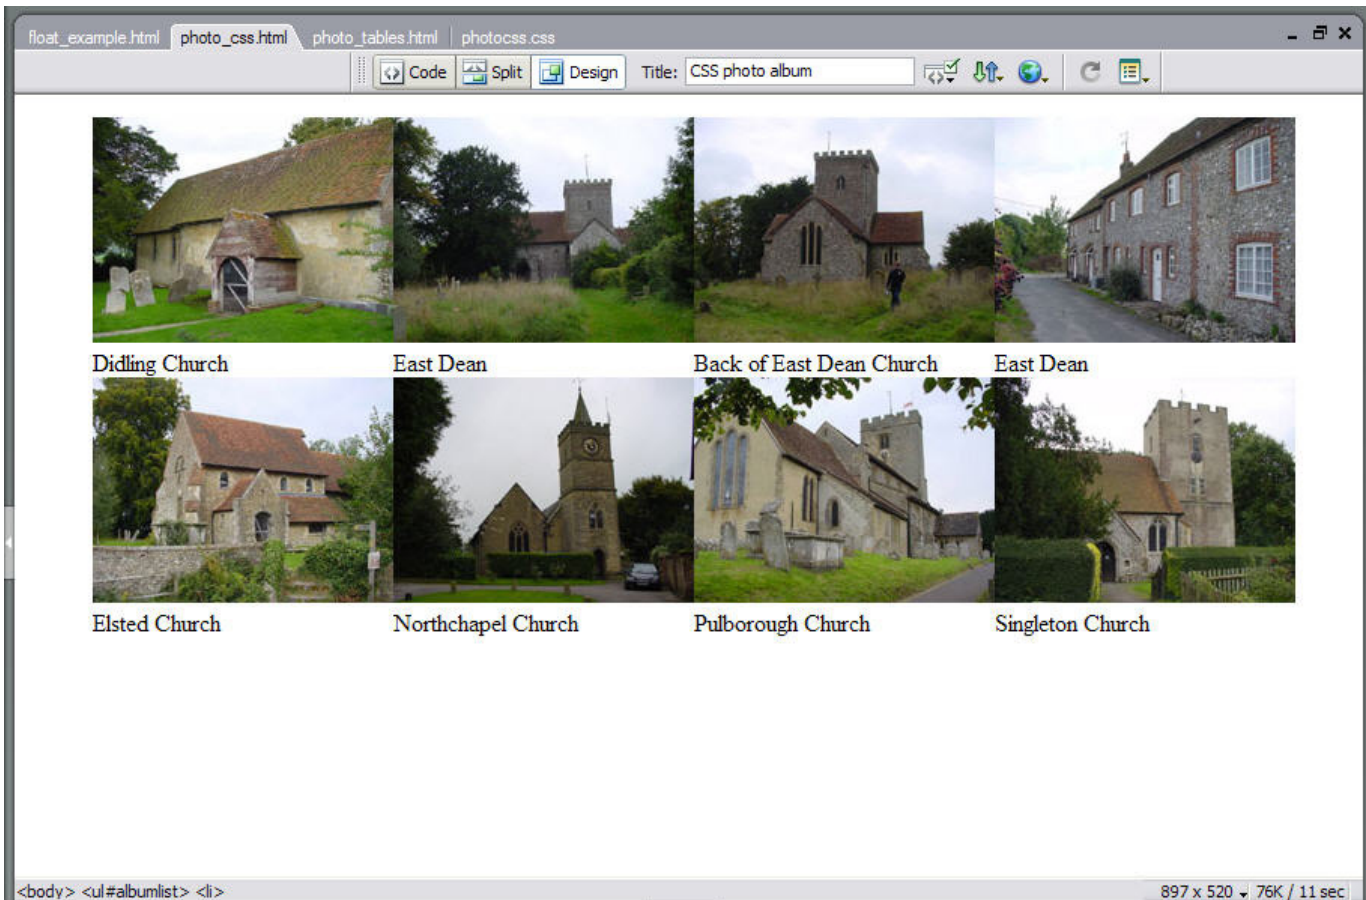 float_example.html photo_css.html photo_tables.html photocss.css
Code Split Design Title: CSS photo album
Didling Church East Dean Back of East Dean Church East Dean
Elsted Church Northchapel Church Pulborough Church Singleton Church
<body> <ul#albumlist> <li> 897 x 520 76K / 11 sec